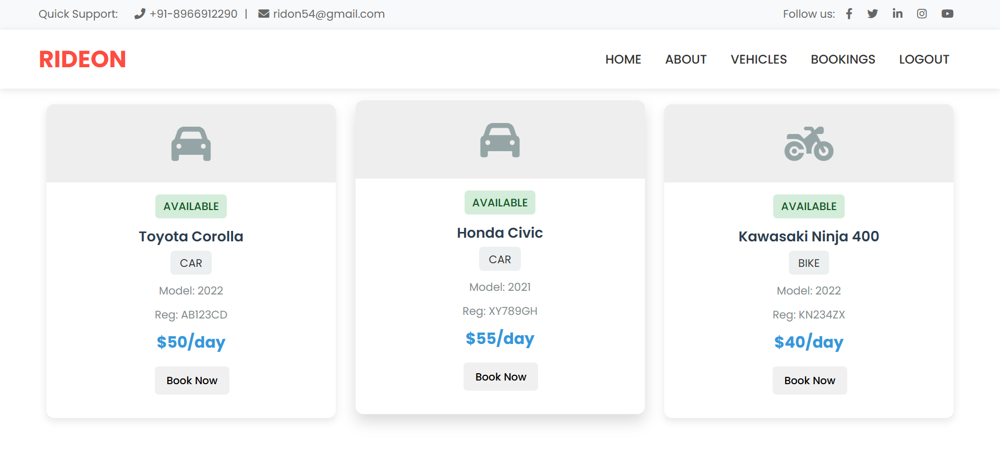 Quick Support: +91-8966912290 | ridon54@gmail.com
Follow us:
RIDEON
HOME ABOUT VEHICLES BOOKINGS LOGOUT
AVAILABLE
Toyota Corolla
CAR
Model: 2022
Reg: AB123CD
$50/day
Book Now
AVAILABLE
Honda Civic
CAR
Model: 2021
Reg: XY789GH
$55/day
Book Now
AVAILABLE
Kawasaki Ninja 400
BIKE
Model: 2022
Reg: KN234ZX
$40/day
Book Now